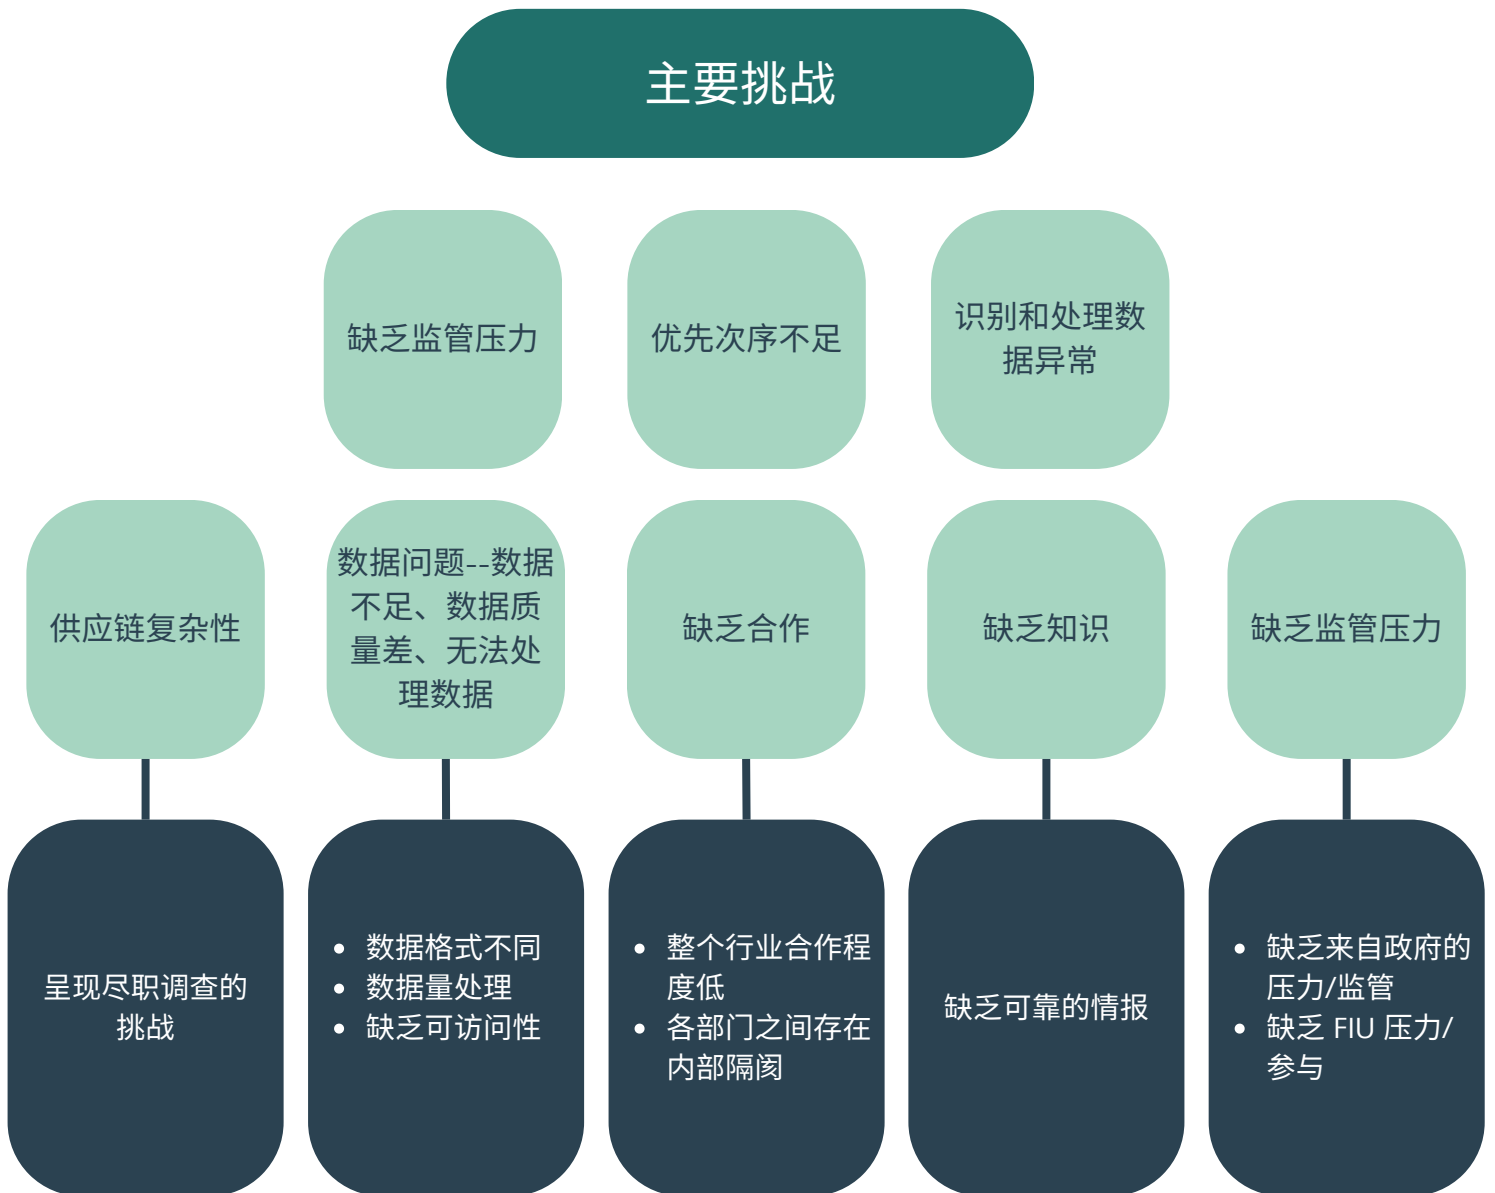 主要挑战
缺乏监管压力
优先次序不足
识别和处理数
据异常
供应链复杂性
数据问题--数据
不足、数据质
量差、无法处
理数据
缺乏合作
缺乏知识
缺乏监管压力
呈现尽职调查的
挑战
• 数据格式不同
• 数据量处理
• 缺乏可访问性
• 整个行业合作程
度低
• 各部门之间存在
内部隔阂
缺乏可靠的情报
• 缺乏来自政府的
压力/监管
• 缺乏 FIU 压力/
参与